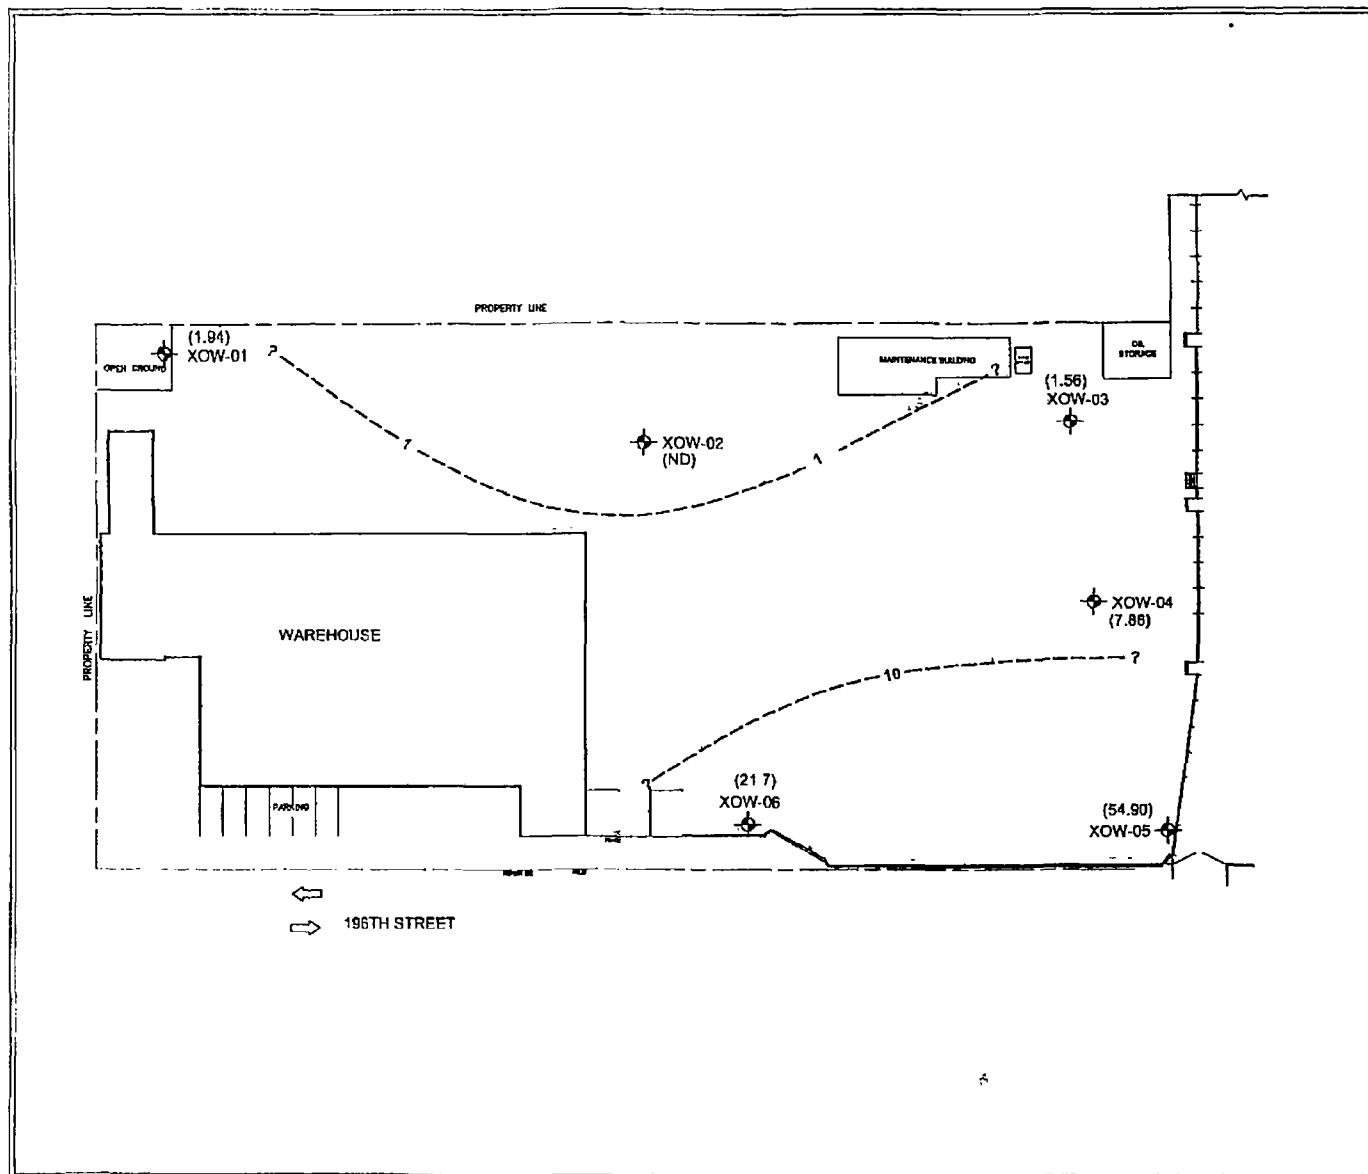 PROPERTY LINE
(1.94)
XOW-01
OPEN GROUND
?
MAINTENANCE BUILDING
?
OIL
STORAGE
(1.56)
XOW-03
1
XOW-02
(ND)
1
XOW-04
(7.86)
PROPERTY LINE
WAREHOUSE
?
10
?
(21 7)
XOW-06
PARKING
(54.90)
XOW-05
196TH STREET